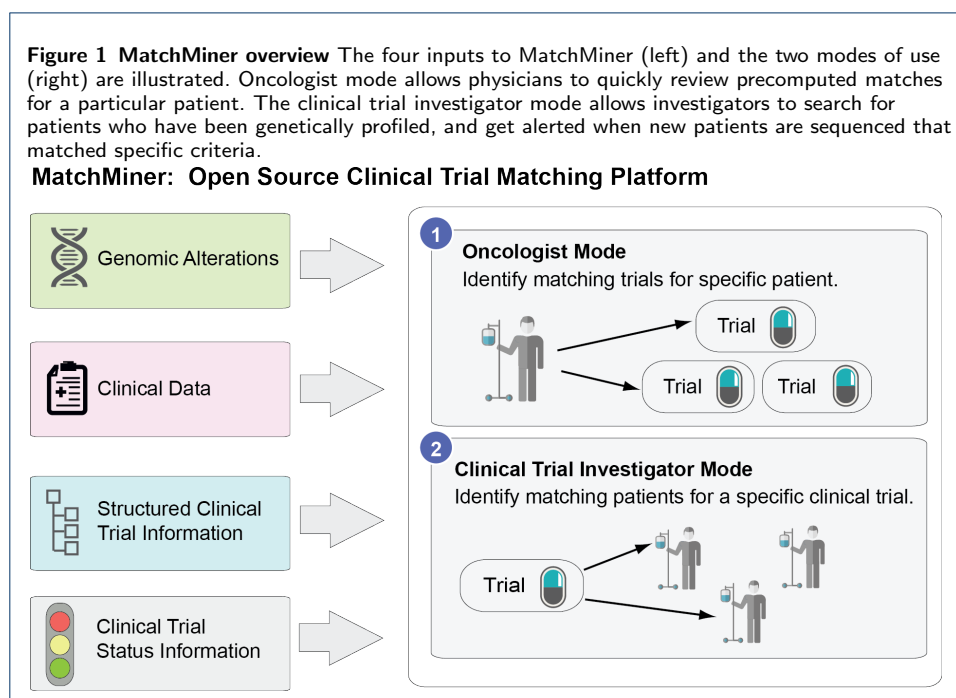 Figure 1 MatchMiner overview The four inputs to MatchMiner (left) and the two modes of use
(right) are illustrated. Oncologist mode allows physicians to quickly review precomputed matches
for a particular patient. The clinical trial investigator mode allows investigators to search for
patients who have been genetically profiled, and get alerted when new patients are sequenced that
matched specific criteria.
MatchMiner: Open Source Clinical Trial Matching Platform
Genomic Alterations
Clinical Data
Structured Clinical
Trial Information
Clinical Trial
Status Information
1
Oncologist Mode
Identify matching trials for specific patient.
Trial
Trial
Trial
2
Clinical Trial Investigator Mode
Identify matching patients for a specific clinical trial.
Trial